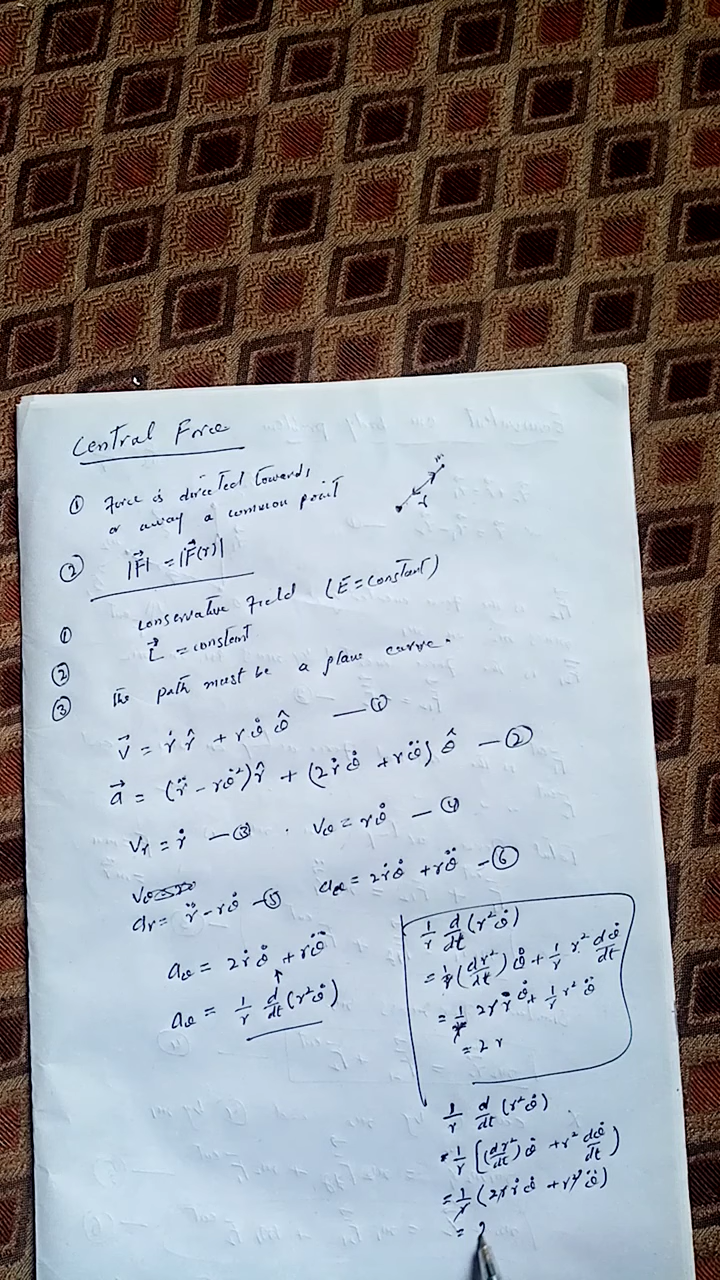 Central Force
① Force is directed towards
or away a common point
② |F⃗| = |F⃗(r)|
① conservative Field (E = constant)
② L⃗ = constant
③ The path must be a plane curve.
v⃗ = ṙ r̂ + rθ̇ θ̂ — ①
a⃗ = (r̈ - rθ̇²) r̂ + (2ṙθ̇ + rθ̈) θ̂ — ②
Vr = ṙ — ③ . Vθ = rθ̇ — ④
ar = r̈ - rθ̇ — ⑤ aθ = 2ṙθ̇ + rθ̈ — ⑥
aθ = 2ṙθ̇ + rθ̈
aθ = 1/r d/dt (r²θ̇)
1/r d/dt (r²θ̇)
= 1/r (dr²/dt) θ̇ + 1/r r² dθ̇/dt
= 1/r 2rṙ θ̇ + 1/r r² θ̈
= 2 r
1/r d/dt (r²θ̇)
= 1/r [(dr²/dt) θ̇ + r² dθ̇/dt)
= 1/r (2rṙθ̇ + r²θ̈)
= 2